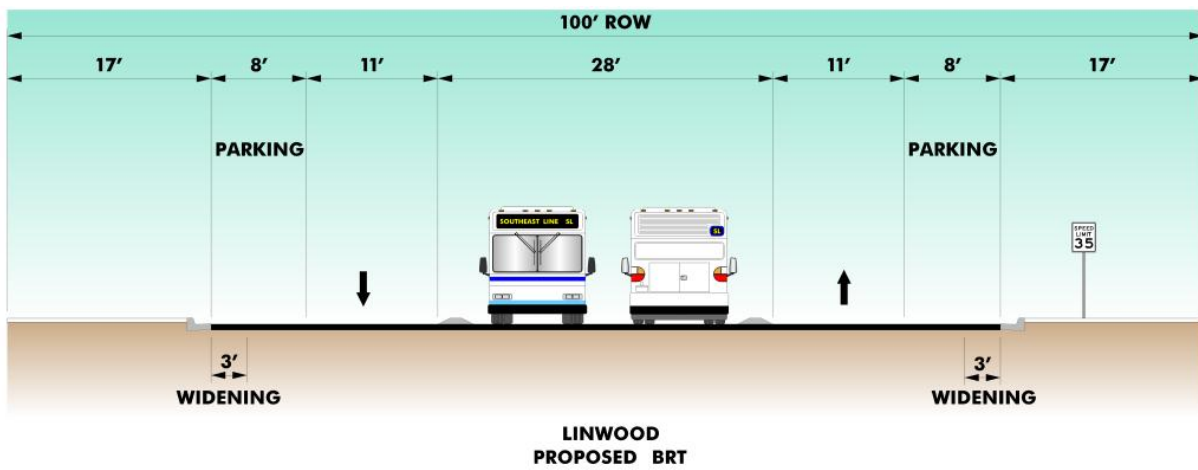 100' ROW
17' 8' 11' 28' 11' 8' 17'
PARKING PARKING
SOUTHEAST LINE SL
SL
SPEED
LIMIT
35
3' 3'
WIDENING WIDENING
LINWOOD
PROPOSED BRT